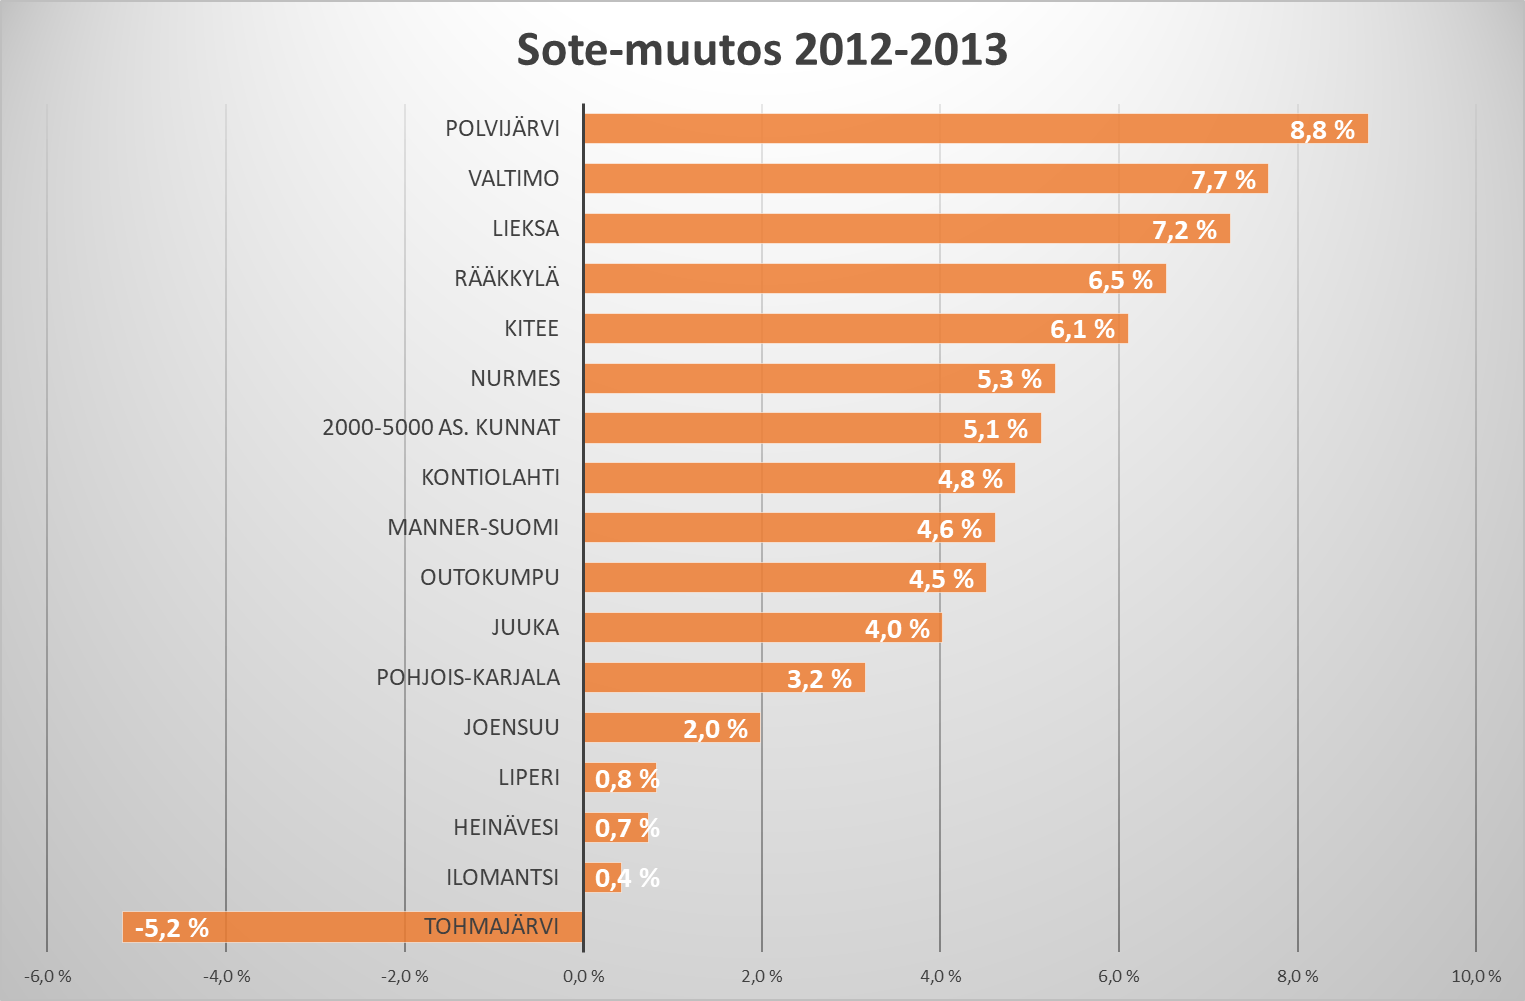 Sote-muutos 2012-2013
POLVIJÄRVI 8,8 %
VALTIMO 7,7 %
LIEKSA 7,2 %
RÄÄKKYLÄ 6,5 %
KITEE 6,1 %
NURMES 5,3 %
2000-5000 AS. KUNNAT 5,1 %
KONTIOLAHTI 4,8 %
MANNER-SUOMI 4,6 %
OUTOKUMPU 4,5 %
JUUKA 4,0 %
POHJOIS-KARJALA 3,2 %
JOENSUU 2,0 %
LIPERI 0,8 %
HEINÄVESI 0,7 %
ILOMANTSI 0,4 %
-5,2 % TOHMAJÄRVI
-6,0 % -4,0 % -2,0 % 0,0 % 2,0 % 4,0 % 6,0 % 8,0 % 10,0 %